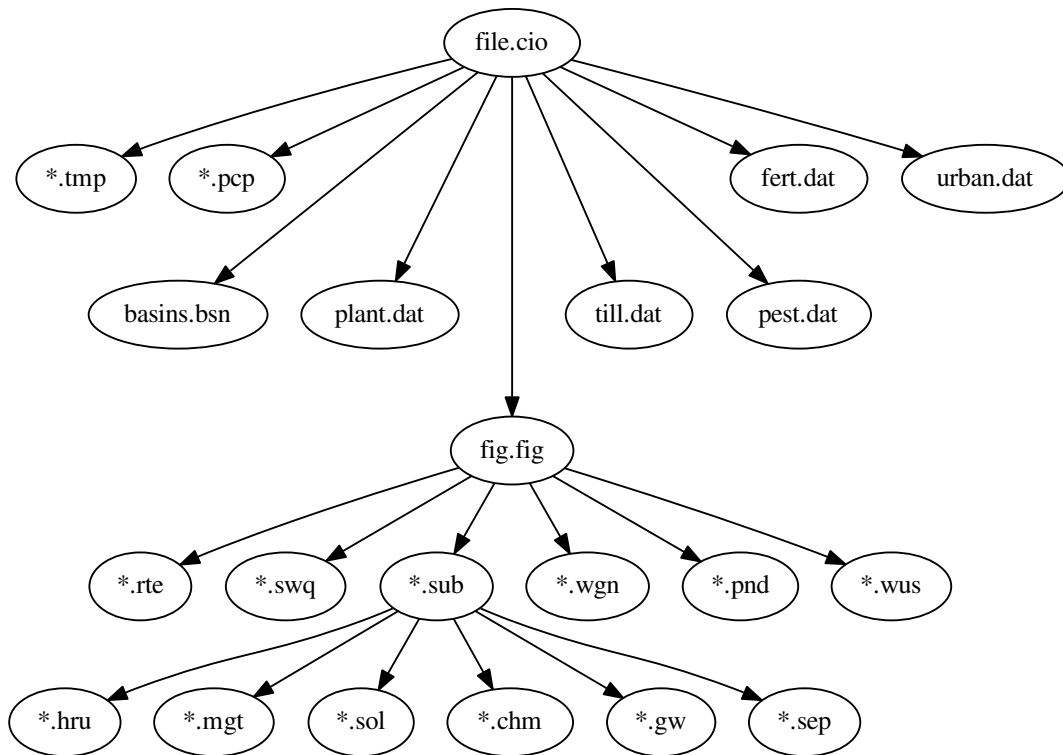 file.cio
*.tmp
*.pcp
fert.dat
urban.dat
basins.bsn
plant.dat
till.dat
pest.dat
fig.fig
*.rte
*.swq
*.sub
*.wgn
*.pnd
*.wus
*.hru
*.mgt
*.sol
*.chm
*.gw
*.sep